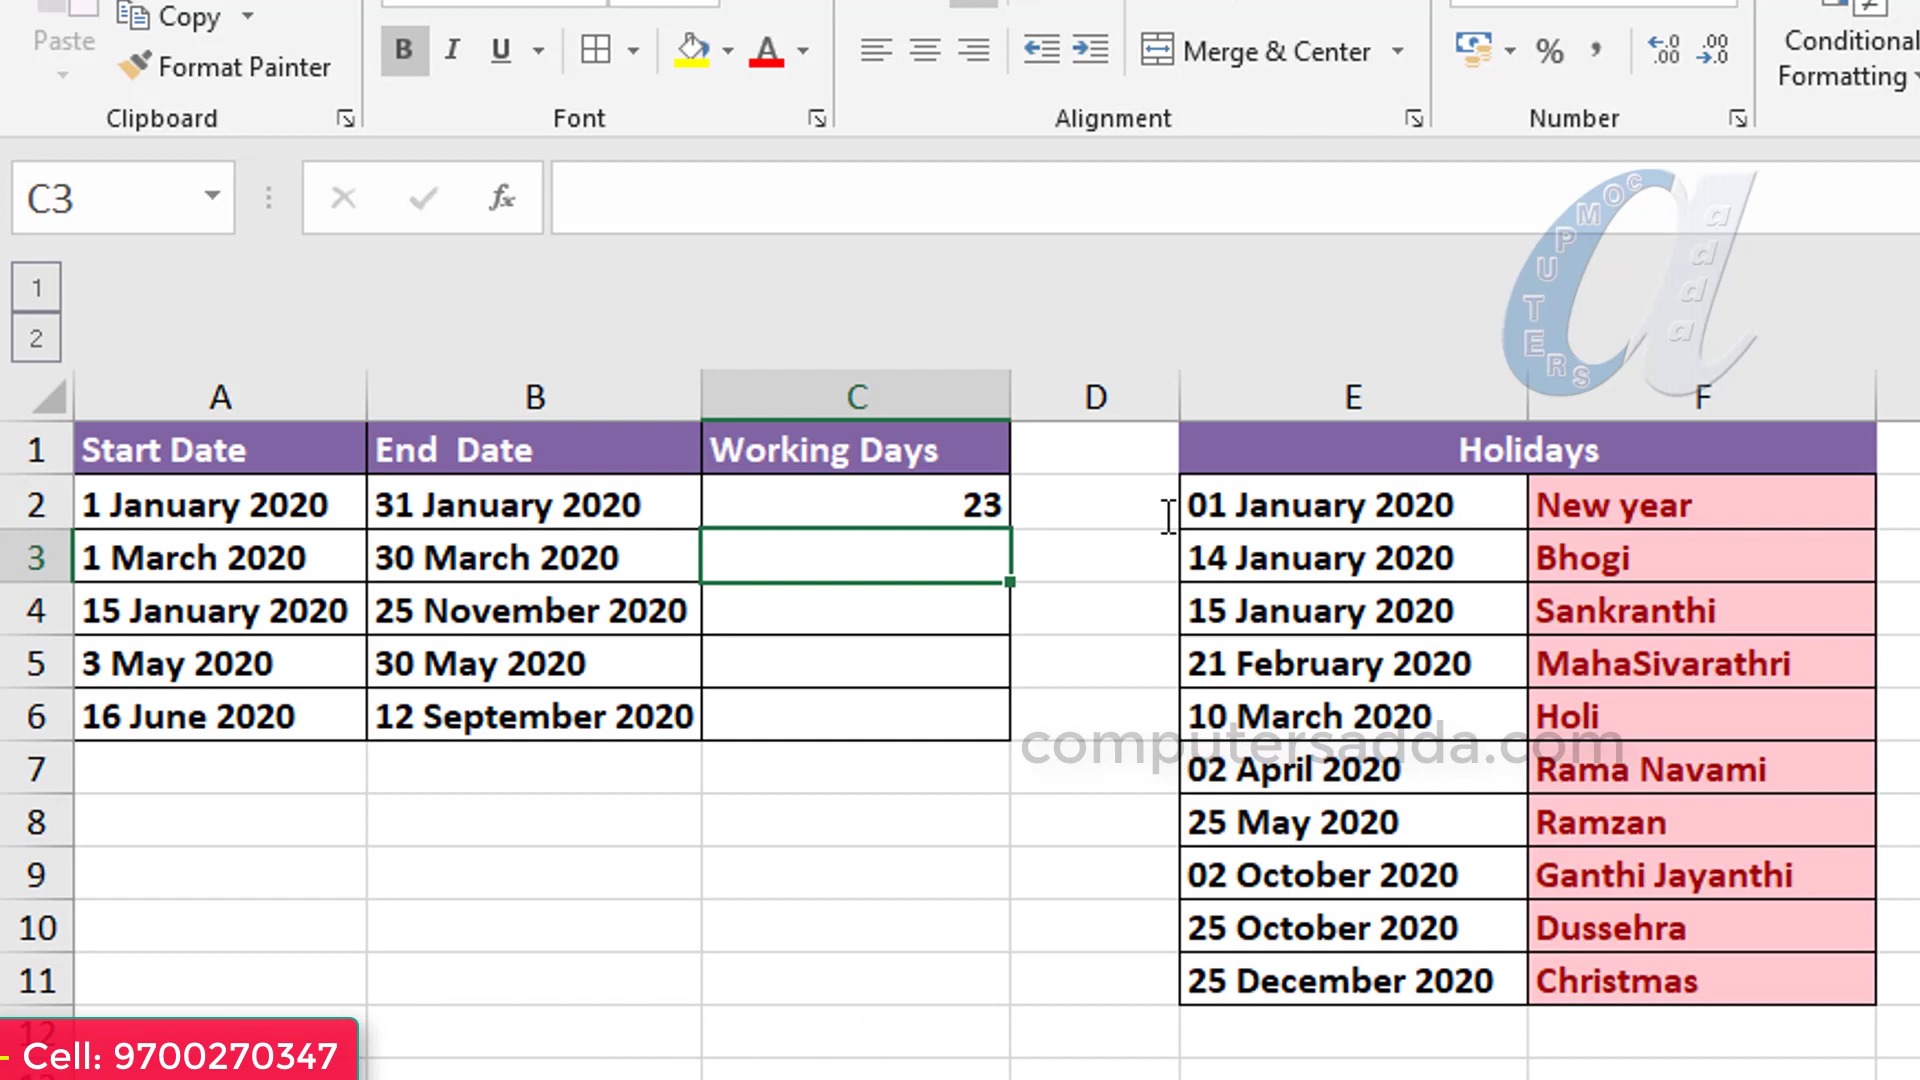 Copy
Paste
Format Painter
B I U
A
Merge & Center
%
Conditional
Formatting
Clipboard
Font
Alignment
Number
C3
fx
COMPUTERS
adda
1
2
A B C D E F
1 Start Date End Date Working Days Holidays
2 1 January 2020 31 January 2020 23 01 January 2020 New year
3 1 March 2020 30 March 2020 14 January 2020 Bhogi
4 15 January 2020 25 November 2020 15 January 2020 Sankranthi
5 3 May 2020 30 May 2020 21 February 2020 MahaSivarathri
6 16 June 2020 12 September 2020 10 March 2020 Holi
computersadda.com
7 02 April 2020 Rama Navami
8 25 May 2020 Ramzan
9 02 October 2020 Ganthi Jayanthi
10 25 October 2020 Dussehra
11 25 December 2020 Christmas
12
Cell: 9700270347